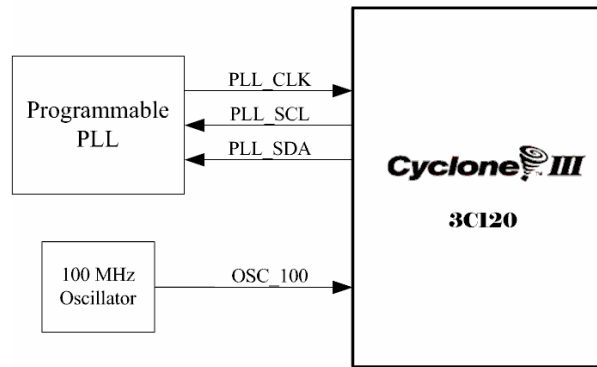 Programmable
PLL
PLL_CLK
PLL_SCL
PLL_SDA
Cyclone III
3C120
100 MHz
Oscillator
OSC_100